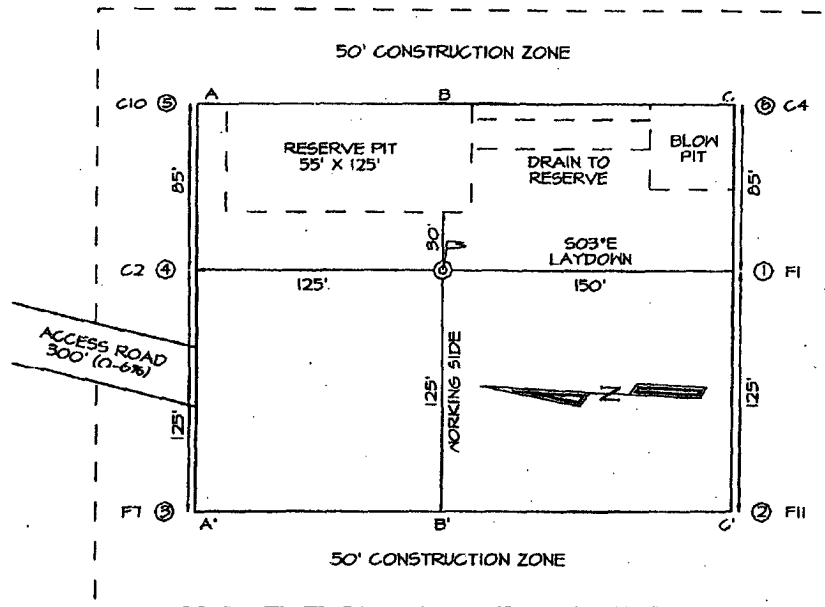 50' CONSTRUCTION ZONE
A B C
C10 ⑤ ⑥ C4
RESERVE PIT
55' X 125'
DRAIN TO
RESERVE
BLOW
PIT
85' 85'
30'
S03°E
LAYDOWN
C2 ④ ① F1
125' 150'
ACCESS ROAD
300' (0-6%)
125' 125' 125'
WORKING SIDE
N
F7 ③ ② F11
A' B' C'
50' CONSTRUCTION ZONE